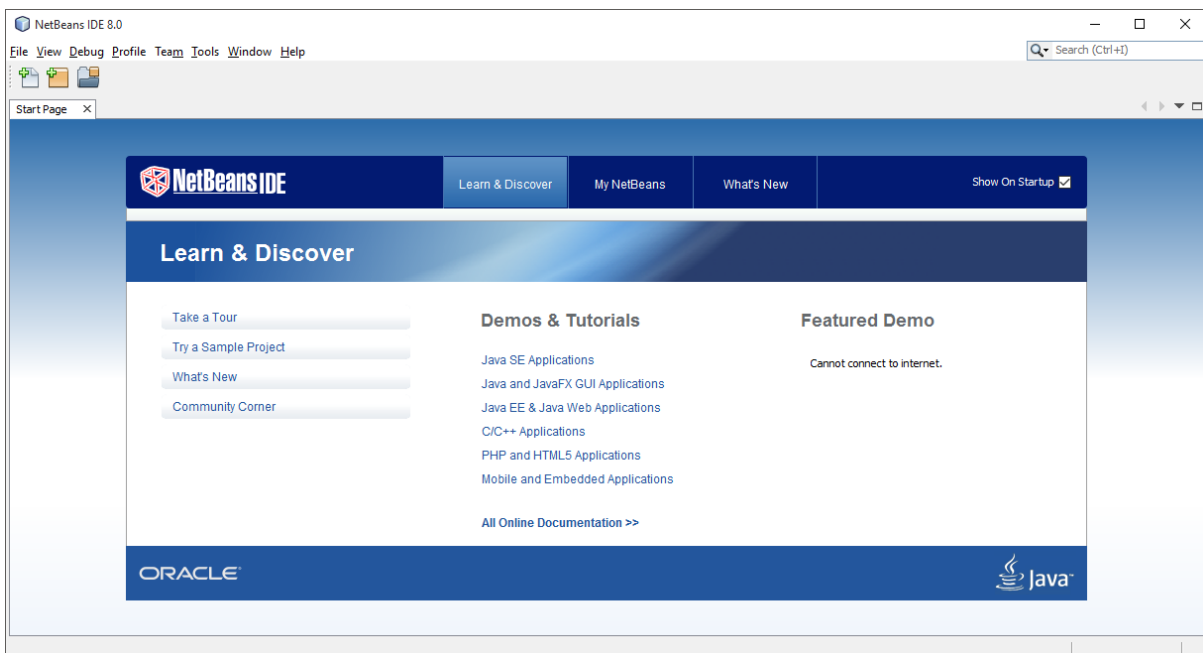 NetBeans IDE 8.0
File View Debug Profile Team Tools Window Help
Search (Ctrl+I)
Start Page
NetBeans IDE
Learn & Discover
My NetBeans
What's New
Show On Startup
Learn & Discover
Take a Tour
Try a Sample Project
What's New
Community Corner
Demos & Tutorials
Java SE Applications
Java and JavaFX GUI Applications
Java EE & Java Web Applications
C/C++ Applications
PHP and HTML5 Applications
Mobile and Embedded Applications
All Online Documentation >>
Featured Demo
Cannot connect to internet.
ORACLE
Java